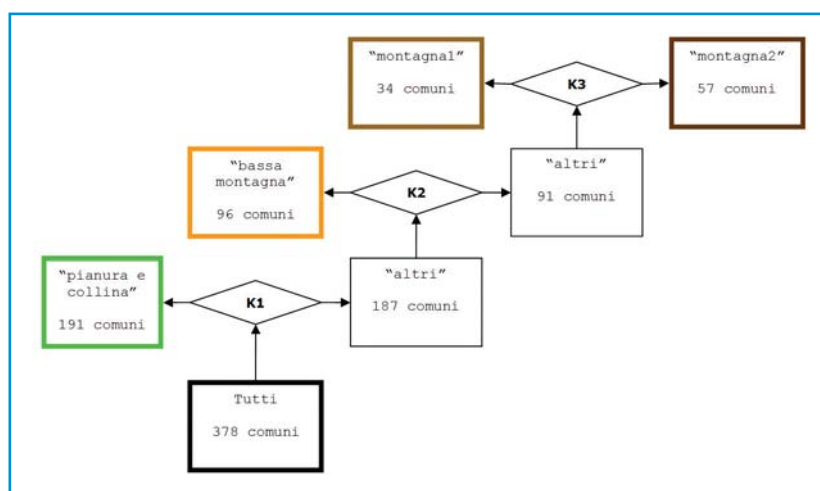 “montagna1”
34 comuni
K3
“montagna2”
57 comuni
“bassa
montagna”
96 comuni
K2
“altri”
91 comuni
“pianura e
collina”
191 comuni
K1
“altri”
187 comuni
Tutti
378 comuni